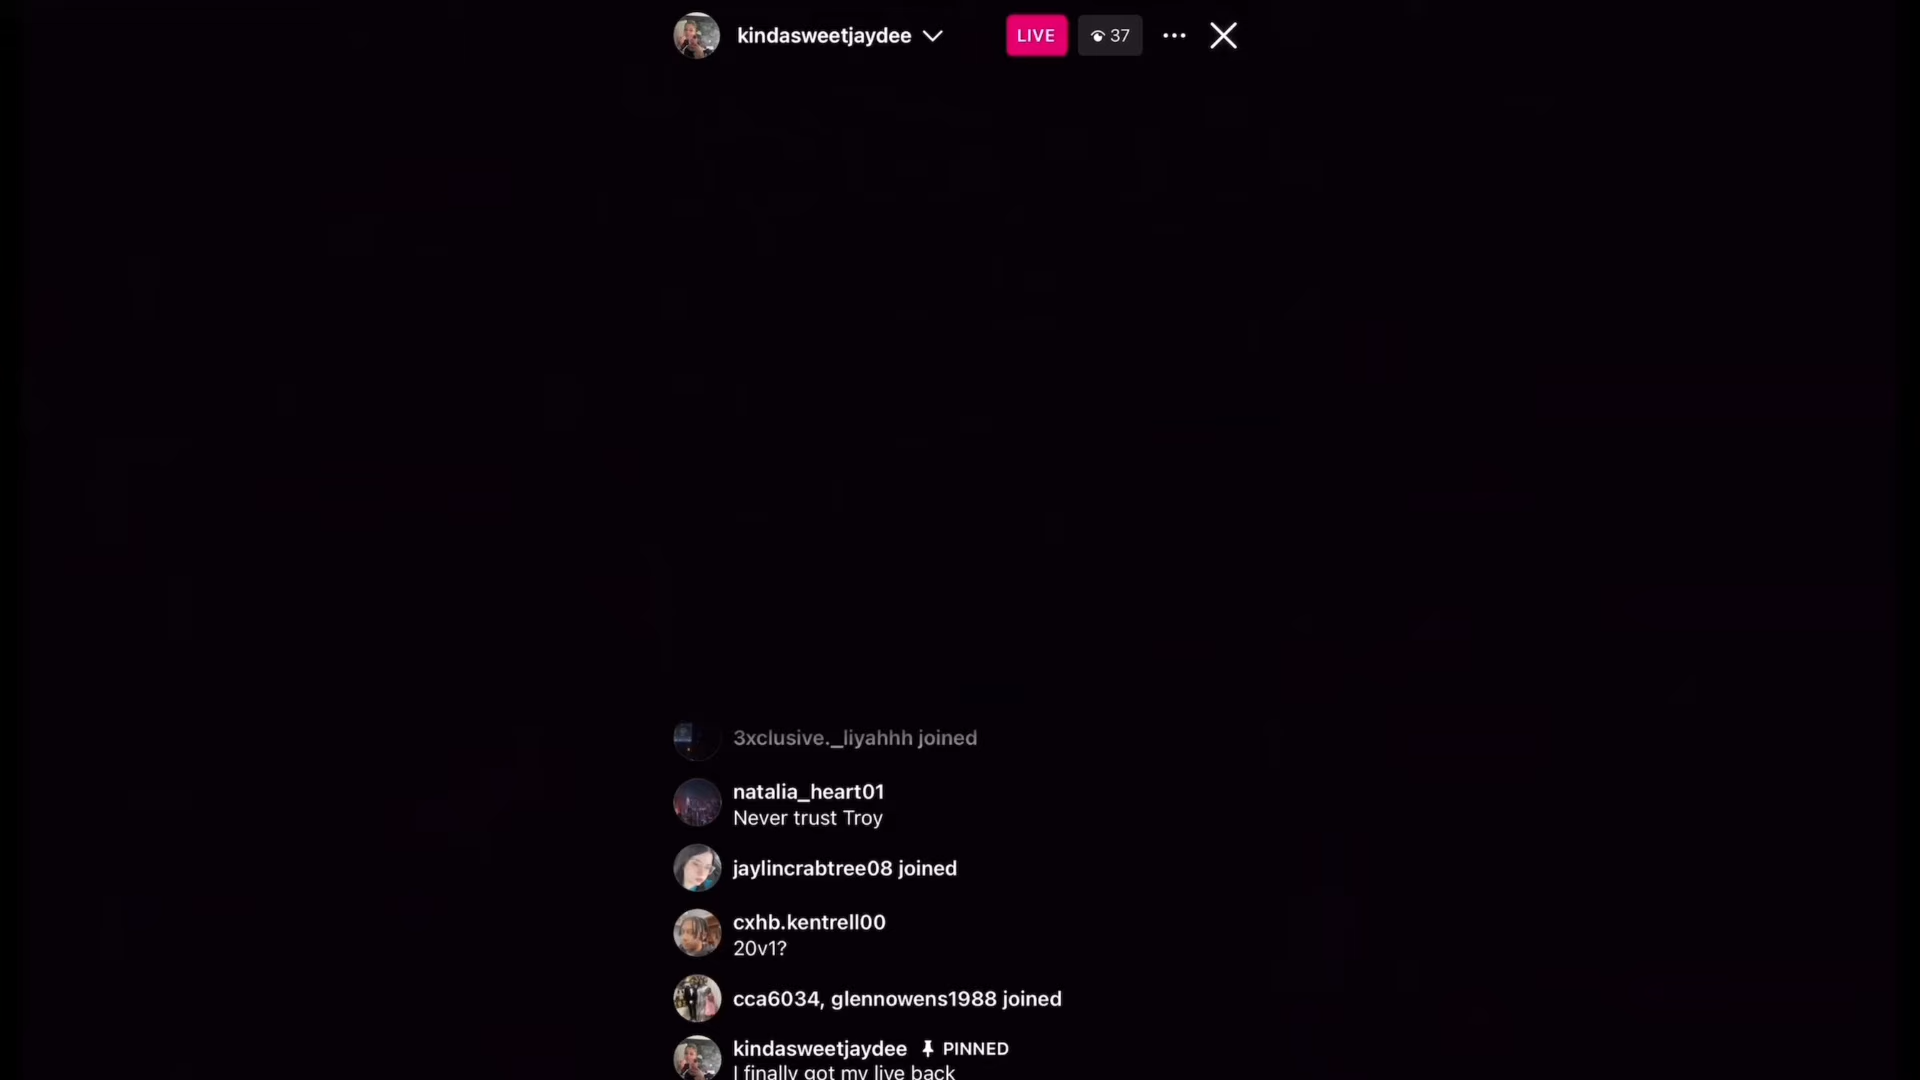 kindasweetjaydee
LIVE
37
3xclusive._liyahhh joined
natalia_heart01
Never trust Troy
jaylincrabtree08 joined
cxhb.kentrell00
20v1?
cca6034, glennowens1988 joined
kindasweetjaydee PINNED
I finally got my live back